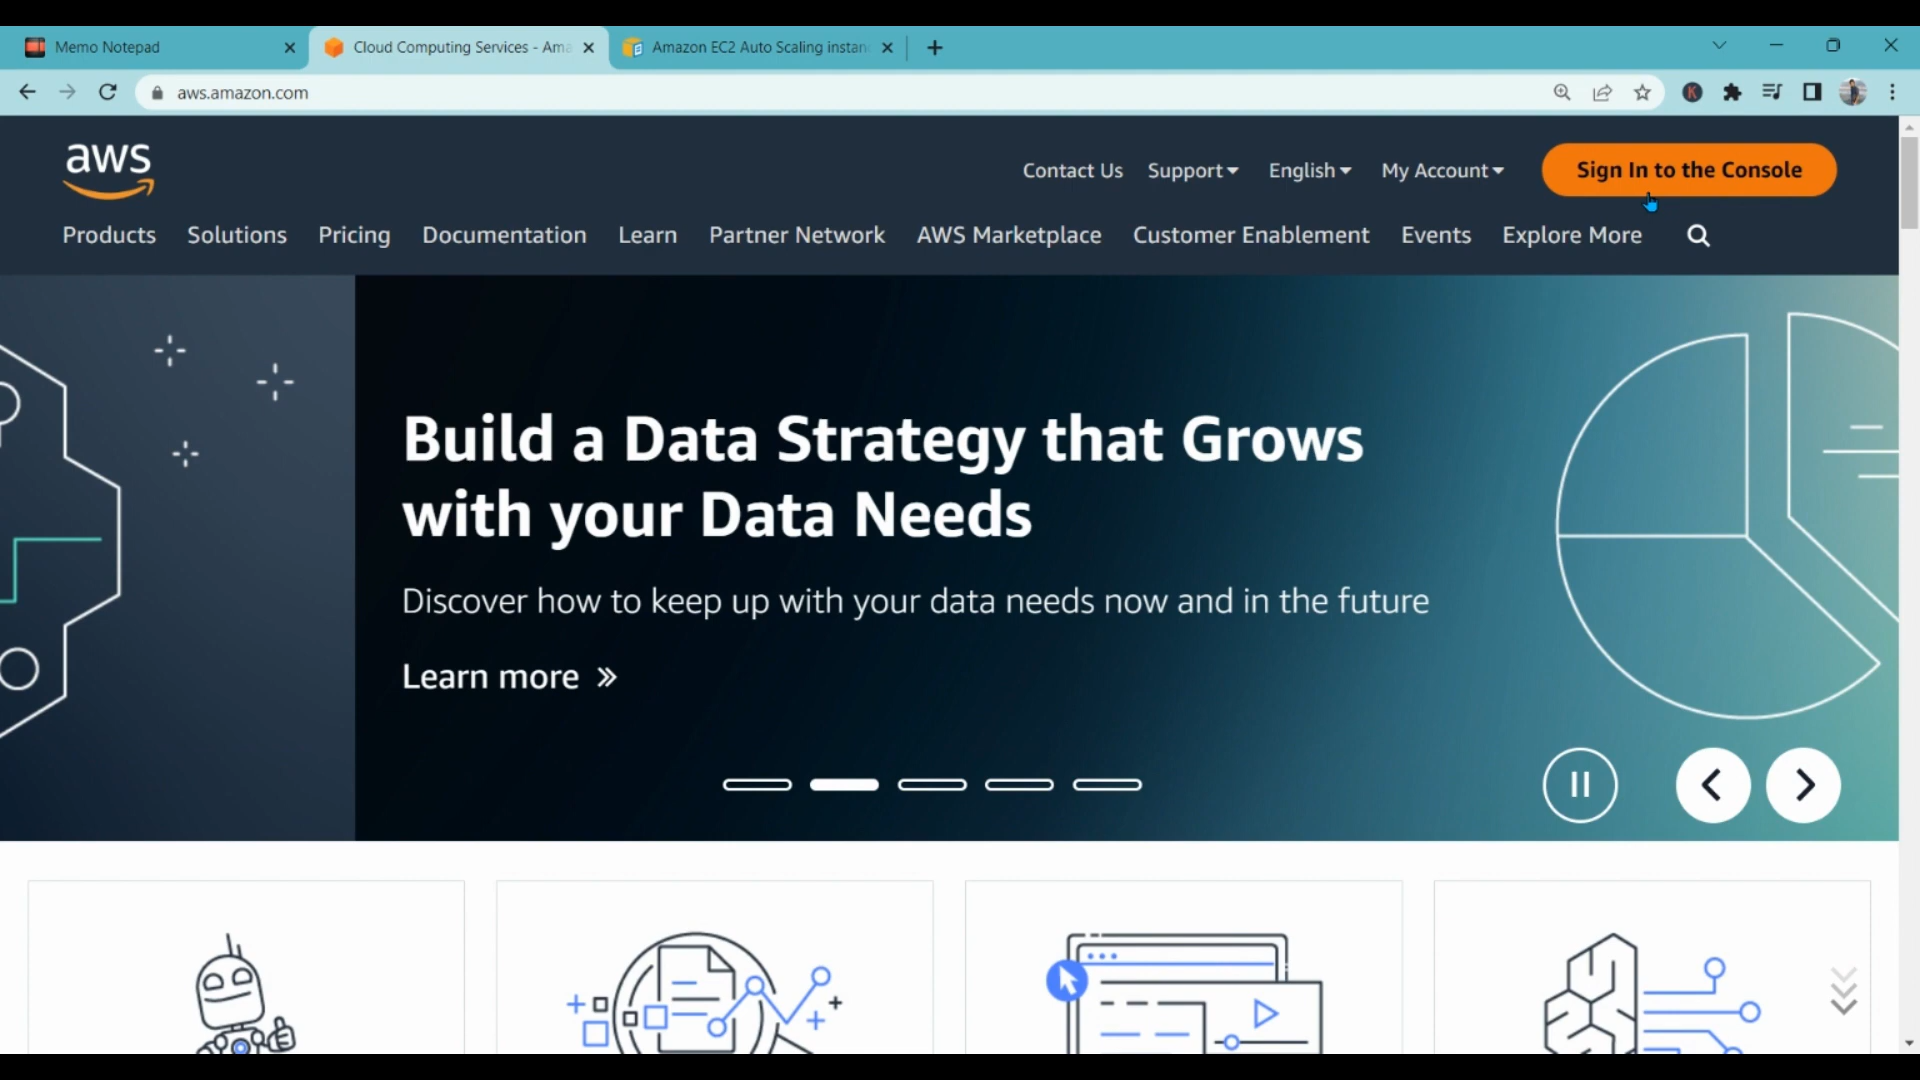 Memo Notepad
Cloud Computing Services - Ama
Amazon EC2 Auto Scaling instan
aws.amazon.com
K
aws
Contact Us Support English My Account Sign In to the Console
Products Solutions Pricing Documentation Learn Partner Network AWS Marketplace Customer Enablement Events Explore More
Build a Data Strategy that Grows
with your Data Needs
Discover how to keep up with your data needs now and in the future
Learn more »